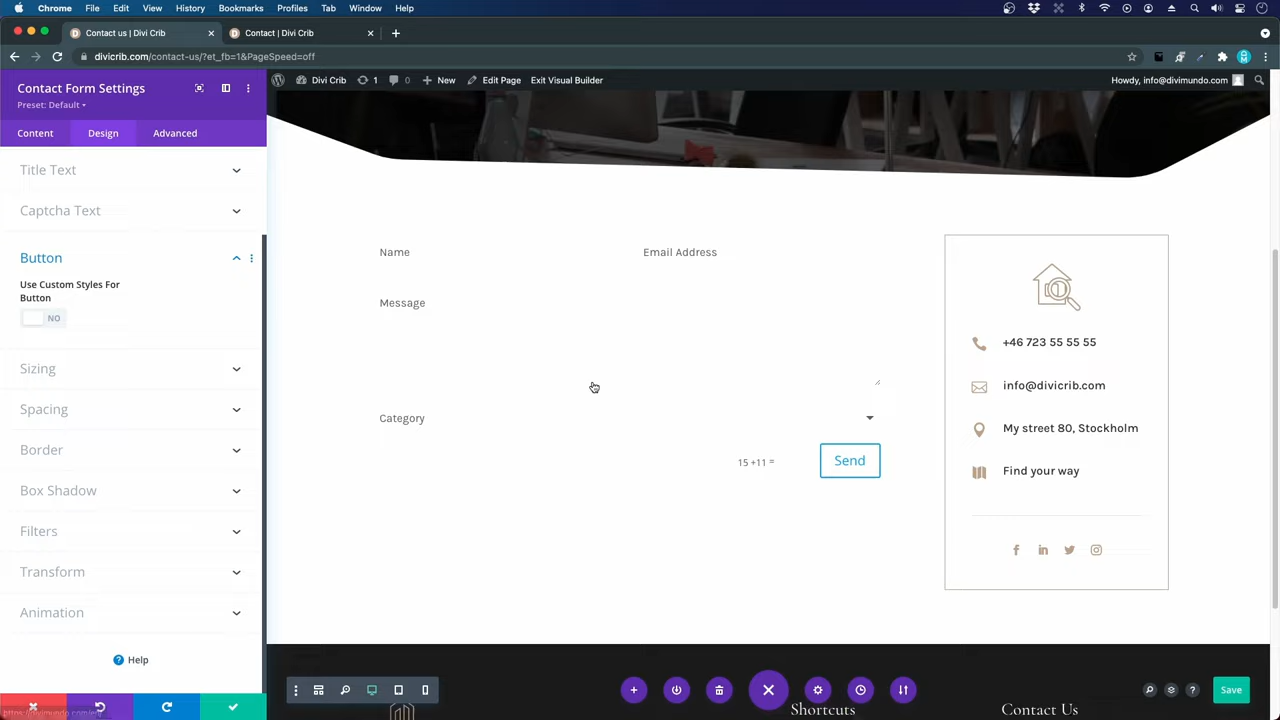 Chrome File Edit View History Bookmarks Profiles Tab Window Help
Contact us | Divi Crib
Contact | Divi Crib
divicrib.com/contact-us/?et_fb=1&PageSpeed=off
Divi Crib 1 0 New Edit Page Exit Visual Builder
Howdy, info@divimundo.com
Contact Form Settings
Preset: Default
Content Design Advanced
Title Text
Captcha Text
Button
Use Custom Styles For
Button
NO
Sizing
Spacing
Border
Box Shadow
Filters
Transform
Animation
Help
Name
Email Address
Message
Category
15 +11 =
Send
+46 723 55 55 55
info@divicrib.com
My street 80, Stockholm
Find your way
Save
Shortcuts
Contact Us